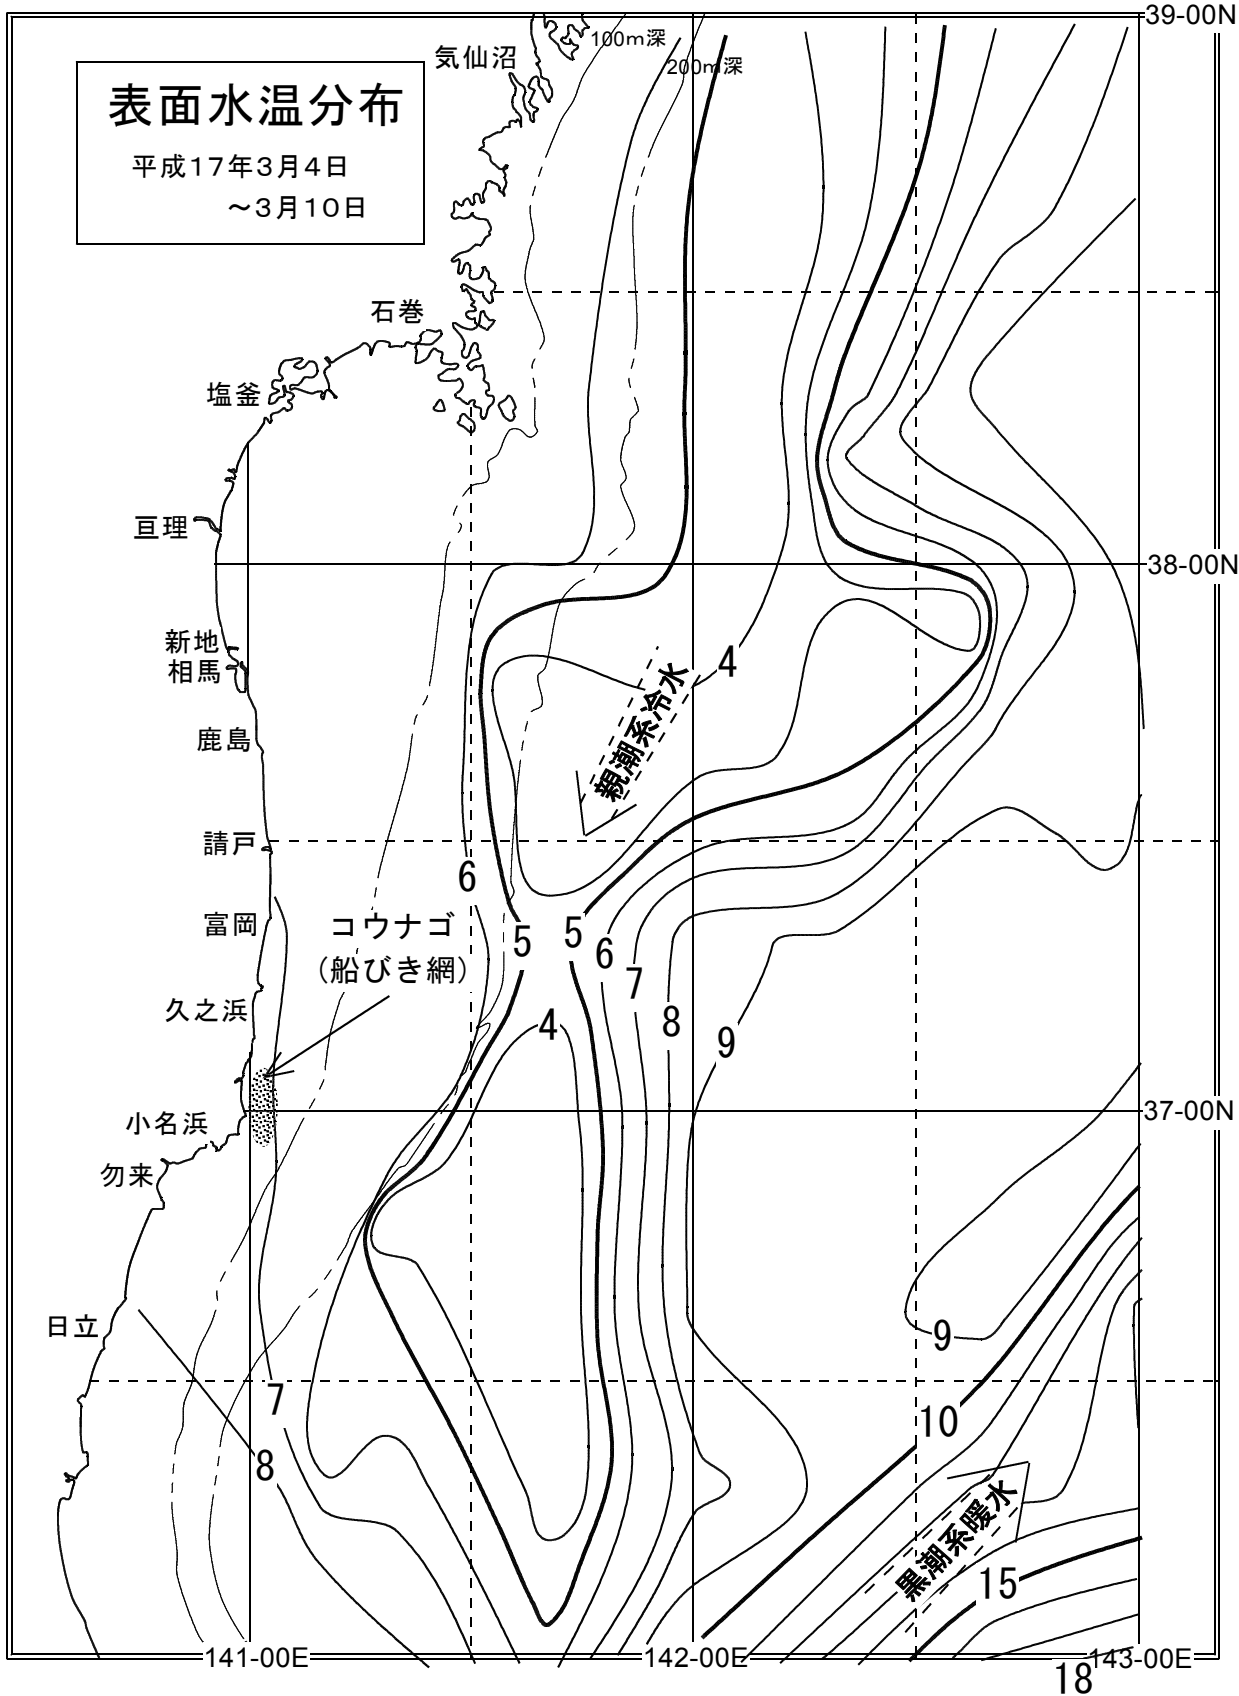 39-00N
100m深
気仙沼
200m深
表面水温分布
平成17年3月4日
～3月10日
石巻
塩釜
亘理
38-00N
新地
相馬
4
親潮系冷水
鹿島
請戸
6
富岡
コウナゴ
(船びき網)
5
5
6
7
久之浜
4
8
9
小名浜
37-00N
勿来
日立
9
7
10
8
黒潮系暖水
15
141-00E
142-00E
143-00E
18